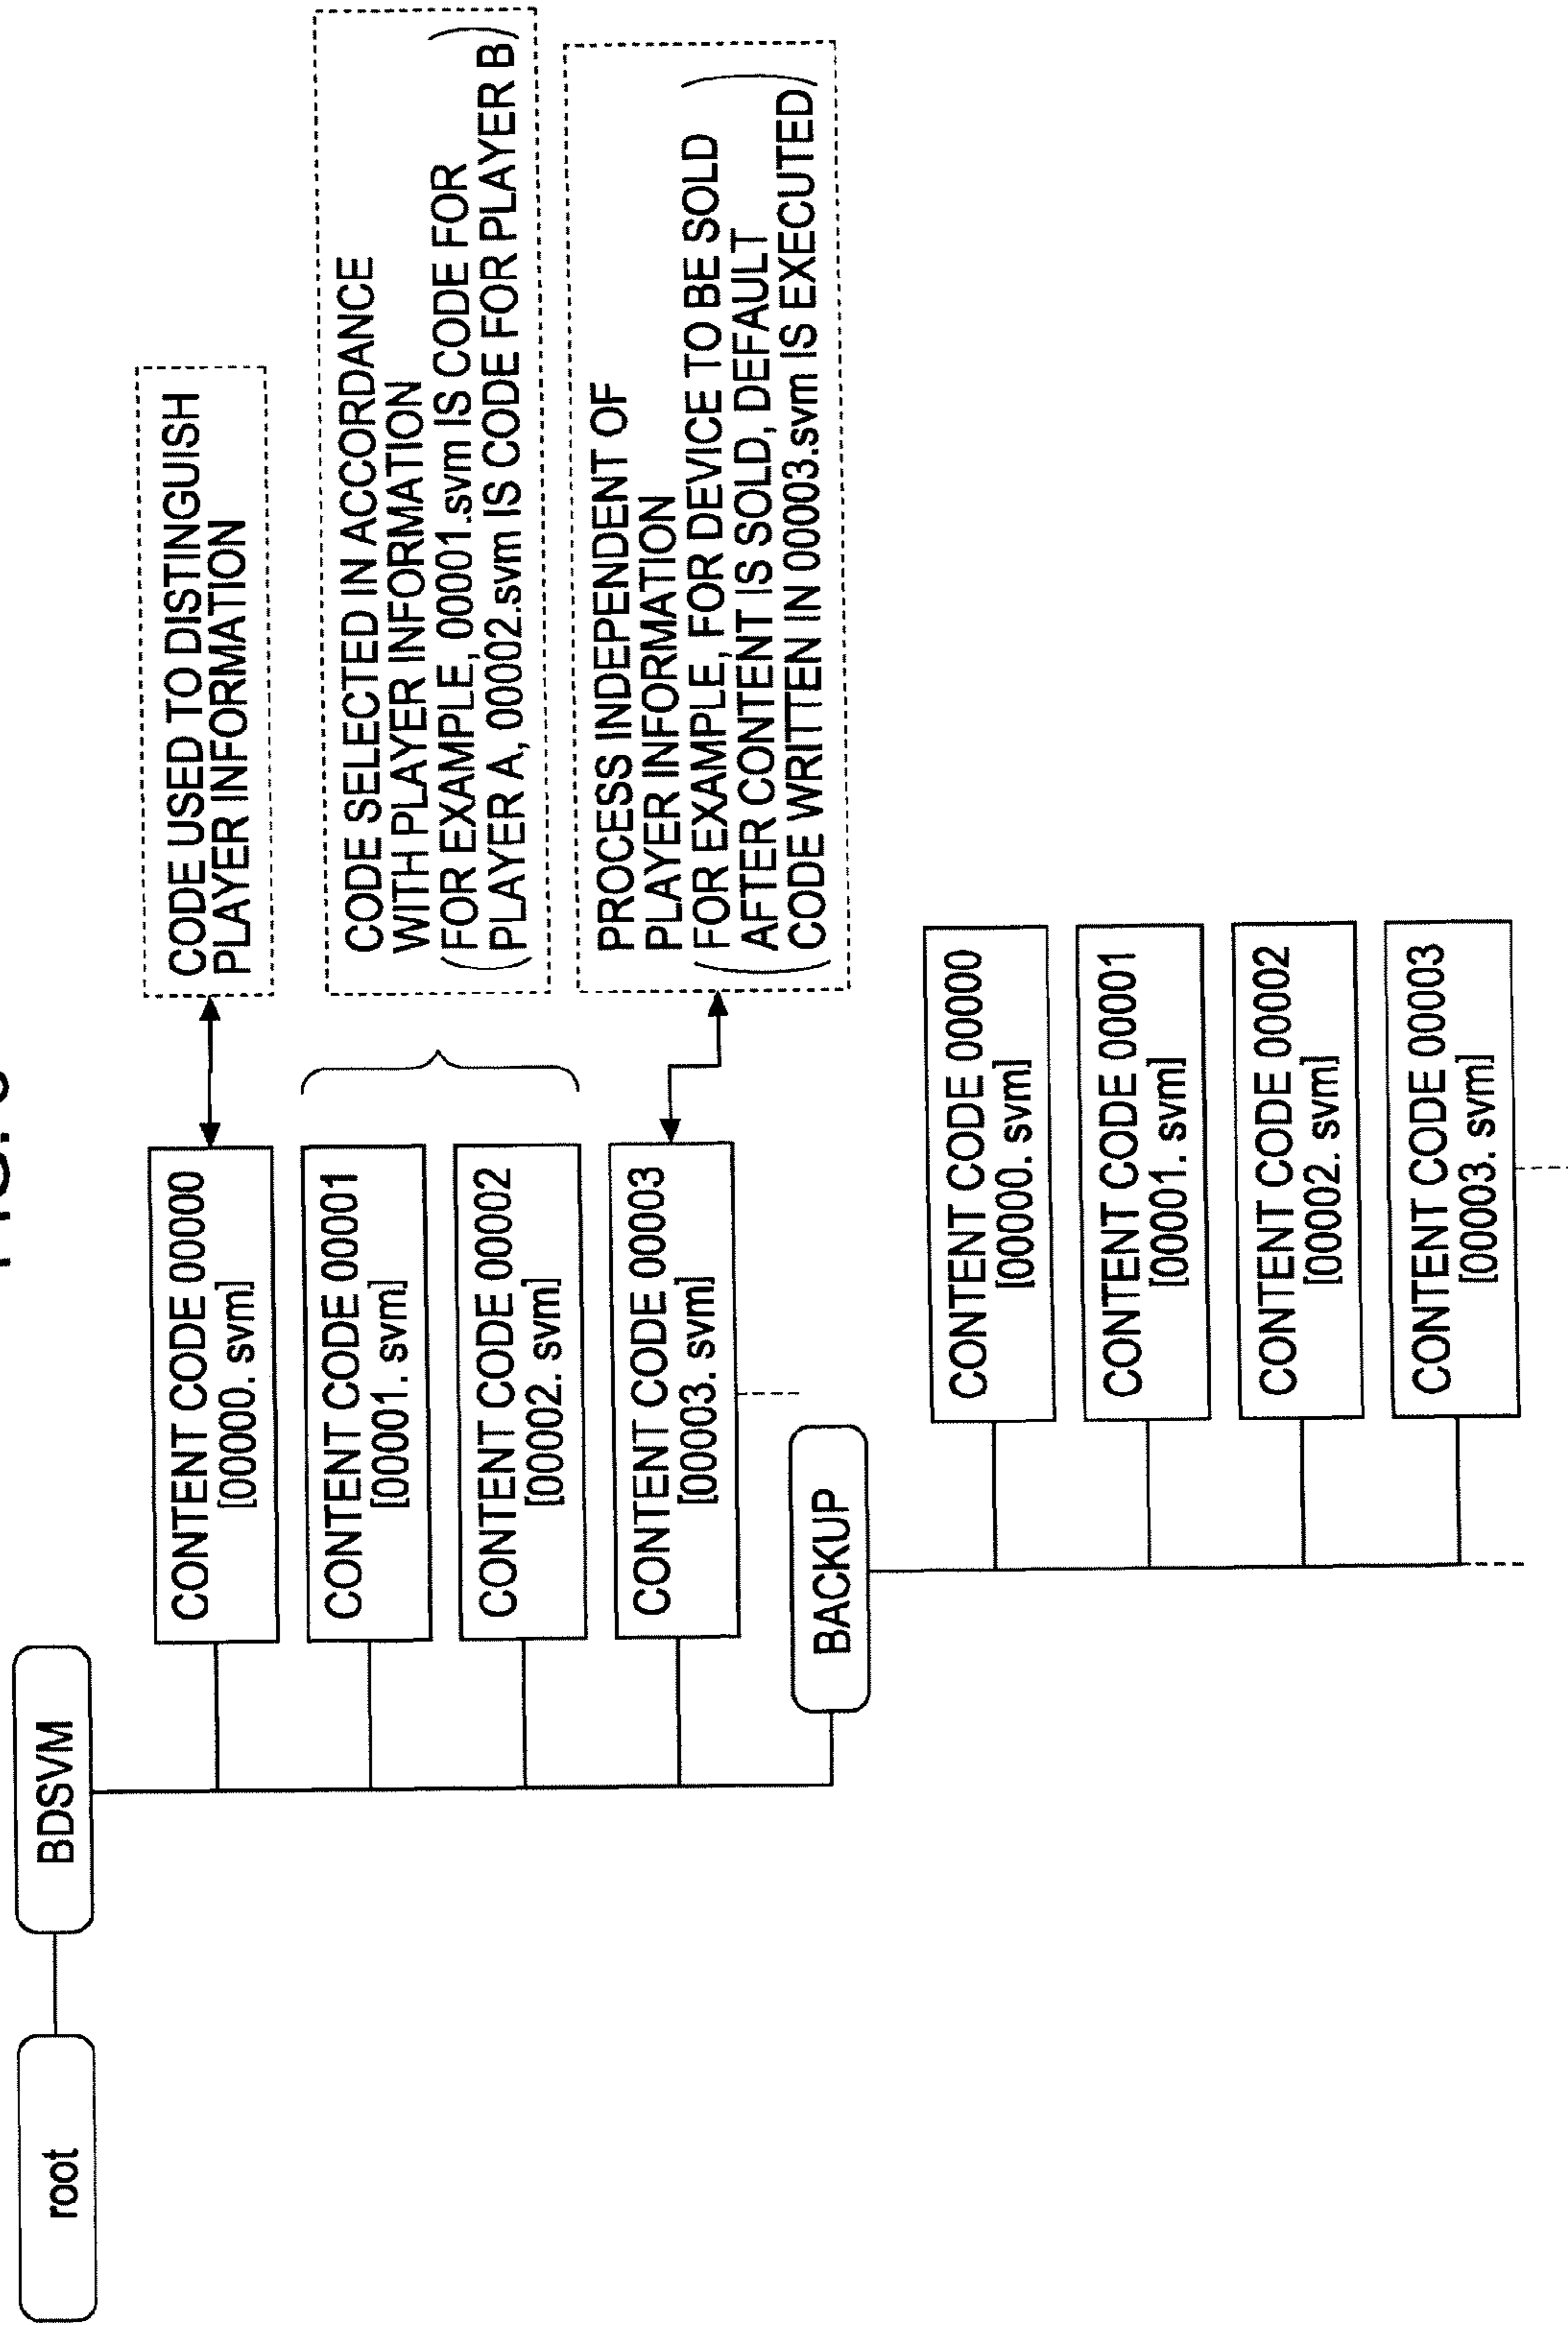 root
BDSVM
CONTENT CODE 00000
[00000. svm]
CODE USED TO DISTINGUISH
PLAYER INFORMATION
CONTENT CODE 00001
[00001. svm]
CONTENT CODE 00002
[00002. svm]
CODE SELECTED IN ACCORDANCE
WITH PLAYER INFORMATION
(FOR EXAMPLE, 00001.svm IS CODE FOR
PLAYER A, 00002.svm IS CODE FOR PLAYER B)
CONTENT CODE 00003
[00003. svm]
PROCESS INDEPENDENT OF
PLAYER INFORMATION
(FOR EXAMPLE, FOR DEVICE TO BE SOLD
AFTER CONTENT IS SOLD, DEFAULT
CODE WRITTEN IN 00003.svm IS EXECUTED)
BACKUP
CONTENT CODE 00000
[00000. svm]
CONTENT CODE 00001
[00001. svm]
CONTENT CODE 00002
[00002. svm]
CONTENT CODE 00003
[00003. svm]